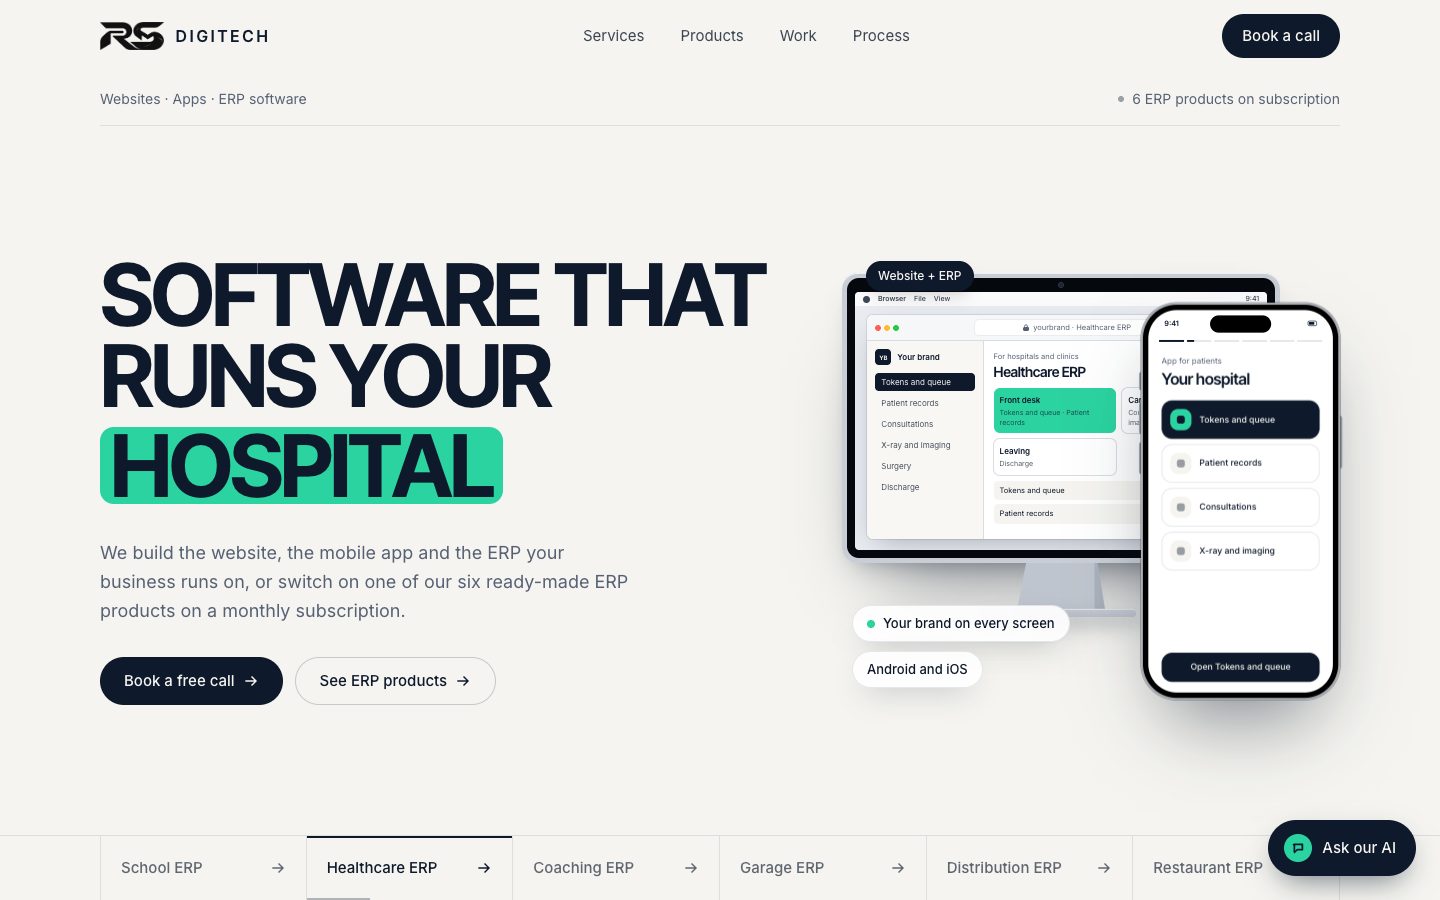 RS DIGITECH
Services
Products
Work
Process
Book a call
Websites · Apps · ERP software
6 ERP products on subscription
SOFTWARE THAT
RUNS YOUR
HOSPITAL
We build the website, the mobile app and the ERP your
business runs on, or switch on one of our six ready-made ERP
products on a monthly subscription.
Book a free call →
See ERP products →
Website + ERP
Browser File View
9:41
yourbrand · Healthcare ERP
YB Your brand
Tokens and queue
Patient records
Consultations
X-ray and imaging
Surgery
Discharge
For hospitals and clinics
Healthcare ERP
Front desk
Tokens and queue · Patient
records
Leaving
Discharge
Tokens and queue
Patient records
9:41
App for patients
Your hospital
Tokens and queue
Patient records
Consultations
X-ray and imaging
Open Tokens and queue
Your brand on every screen
Android and iOS
School ERP →
Healthcare ERP →
Coaching ERP →
Garage ERP →
Distribution ERP →
Restaurant ERP
Ask our AI